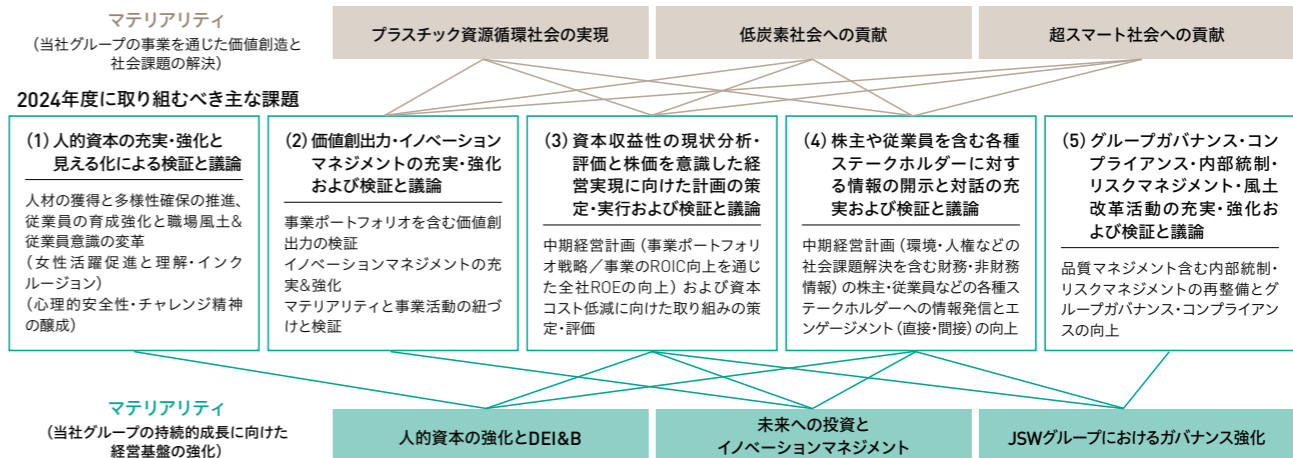 マテリアリティ
(当社グループの事業を通じた価値創造と
社会課題の解決)
プラスチック資源循環社会の実現
低炭素社会への貢献
超スマート社会への貢献
2024年度に取り組むべき主な課題
(1) 人的資本の充実・強化と
見える化による検証と議論
人材の獲得と多様性確保の推進、
従業員の育成強化と職場風土&
従業員意識の変革
(女性活躍促進と理解・インク
ルージョン)
(心理的安全性・チャレンジ精神
の醸成)
(2) 価値創出力・イノベーション
マネジメントの充実・強化
および検証と議論
事業ポートフォリオを含む価値創
出力の検証
イノベーションマネジメントの充
実&強化
マテリアリティと事業活動の紐づ
けと検証
(3) 資本収益性の現状分析・
評価と株価を意識した経
営実現に向けた計画の策
定・実行および検証と議論
中期経営計画(事業ポートフォリ
オ戦略/事業のROIC向上を通じ
た全社ROEの向上)および資本
コスト低減に向けた取り組みの策
定・評価
(4) 株主や従業員を含む各種
ステークホルダーに対す
る情報の開示と対話の充
実および検証と議論
中期経営計画(環境・人権などの
社会課題解決を含む財務・非財務
情報)の株主・従業員などの各種ス
テークホルダーへの情報発信とエ
ンゲージメント(直接・間接)の向上
(5) グループガバナンス・コン
プライアンス・内部統制・
リスクマネジメント・風土
改革活動の充実・強化お
よび検証と議論
品質マネジメント含む内部統制・
リスクマネジメントの再整備とグ
ループガバナンス・コンプライアン
スの向上
マテリアリティ
(当社グループの持続的成長に向けた
経営基盤の強化)
人的資本の強化とDEI&B
未来への投資と
イノベーションマネジメント
JSWグループにおけるガバナンス強化